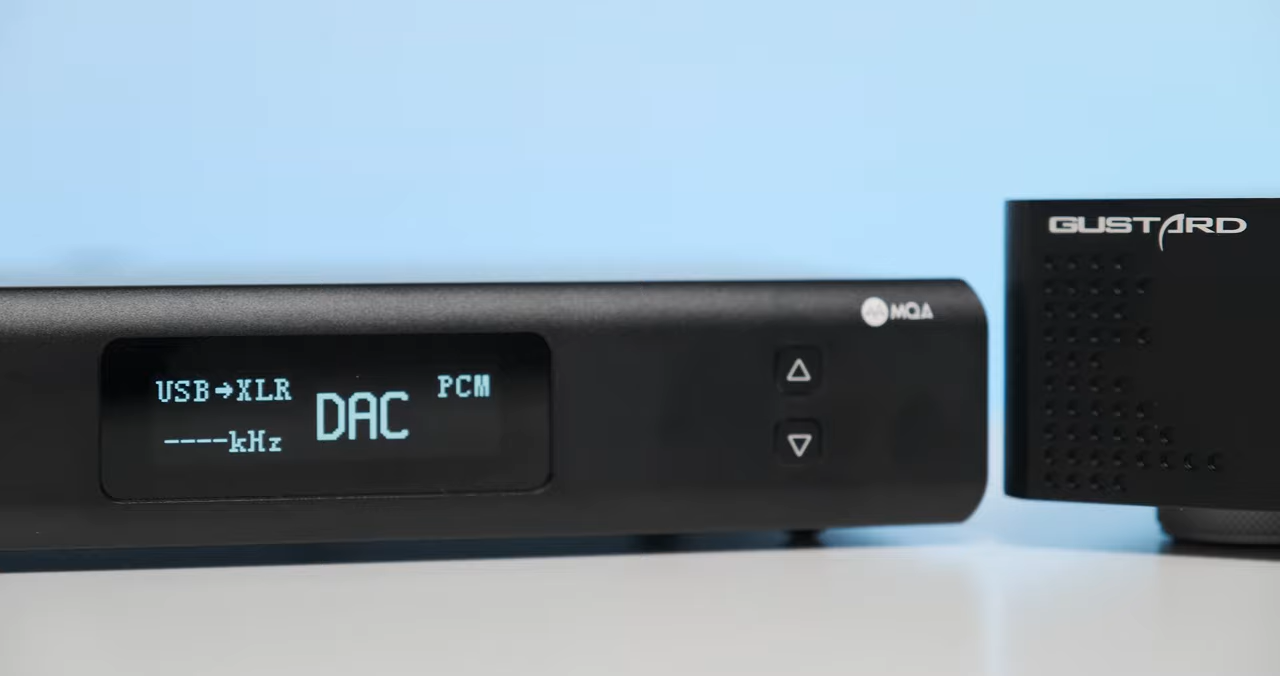 USB→XLR
PCM
DAC
----kHz
MQA
GUSTARD